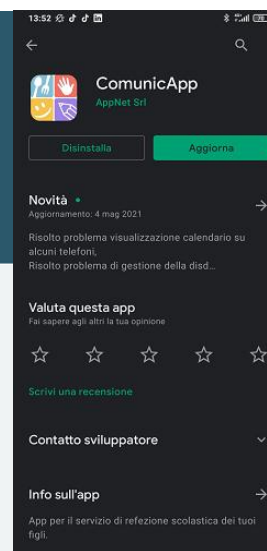 13:52
ComunicApp
AppNet Srl
Disinstalla
Aggiorna
Novità
Aggiornamento: 4 mag 2021
Risolto problema visualizzazione calendario su
alcuni telefoni,
Risolto problema di gestione della disd...
Valuta questa app
Fai sapere agli altri la tua opinione
Scrivi una recensione
Contatto sviluppatore
Info sull'app
App per il servizio di refezione scolastica dei tuoi
figli.